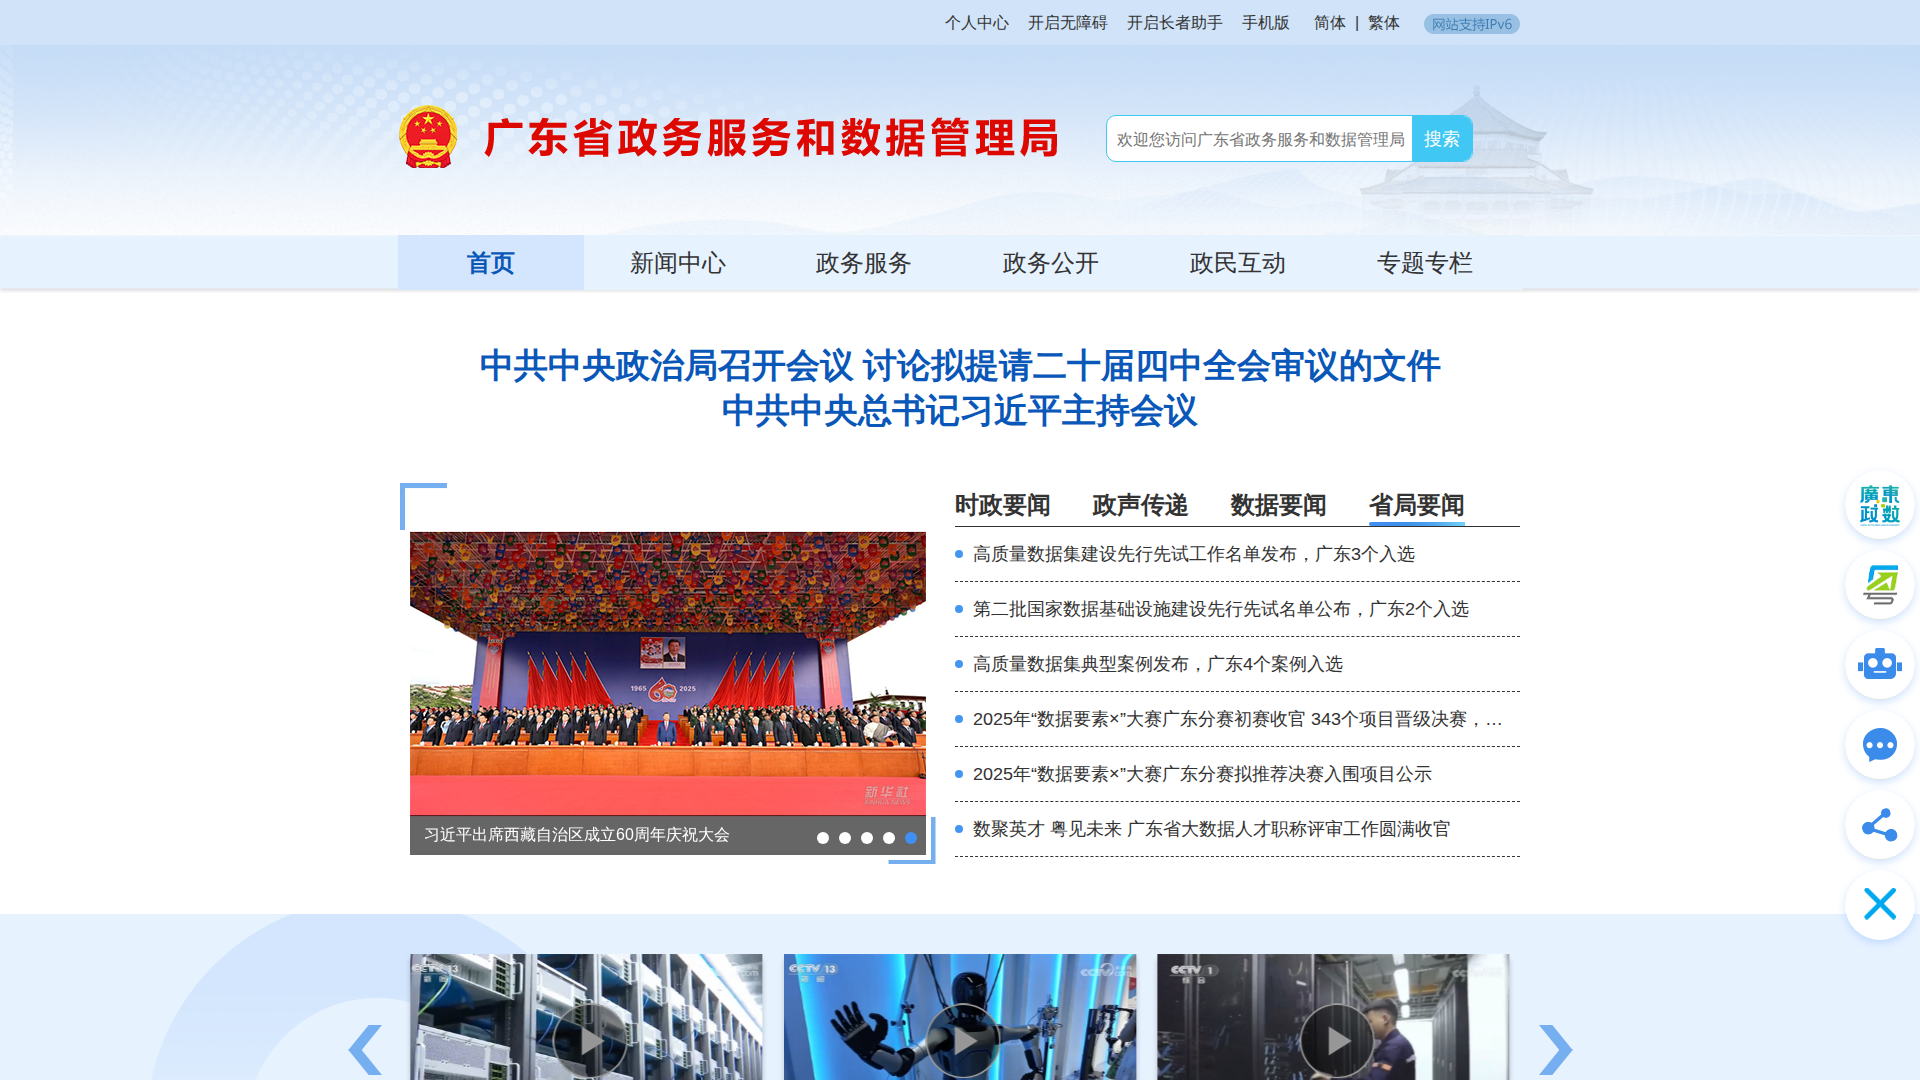 个人中心 开启无障碍 开启长者助手 手机版 简体 | 繁体 网站支持IPv6
广东省政务服务和数据管理局
欢迎您访问广东省政务服务和数据管理局 搜索
首页 新闻中心 政务服务 政务公开 政民互动 专题专栏
中共中央政治局召开会议 讨论拟提请二十届四中全会审议的文件
中共中央总书记习近平主持会议
时政要闻 政声传递 数据要闻 省局要闻
高质量数据集建设先行先试工作名单发布，广东3个入选
第二批国家数据基础设施建设先行先试名单公布，广东2个入选
高质量数据集典型案例发布，广东4个案例入选
2025年“数据要素×”大赛广东分赛初赛收官 343个项目晋级决赛，…
2025年“数据要素×”大赛广东分赛拟推荐决赛入围项目公示
数聚英才 粤见未来 广东省大数据人才职称评审工作圆满收官
1965 60 2025
新华社
XINHUA NEWS
习近平出席西藏自治区成立60周年庆祝大会
廣東
政数
CCTV 13
CCTV 13
CCTV 1